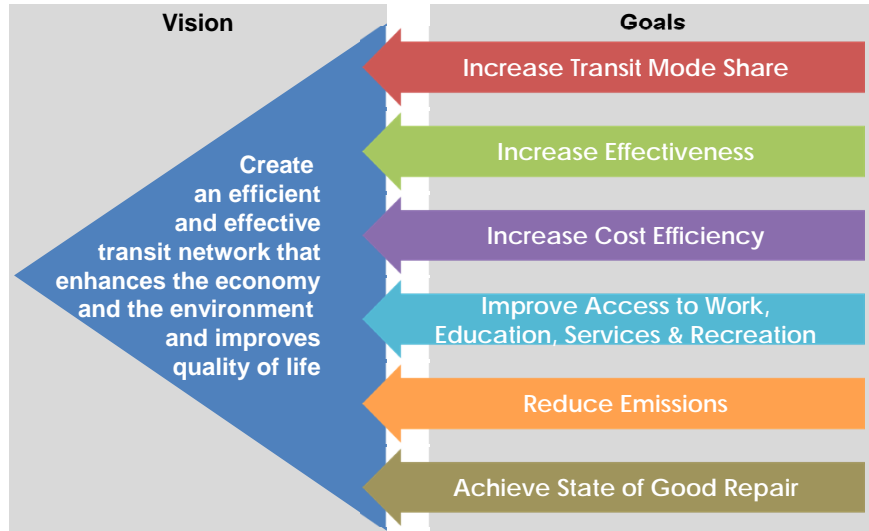 Vision
Create
an efficient
and effective
transit network that
enhances the economy
and the environment
and improves
quality of life
Goals
Increase Transit Mode Share
Increase Effectiveness
Increase Cost Efficiency
Improve Access to Work,
Education, Services & Recreation
Reduce Emissions
Achieve State of Good Repair